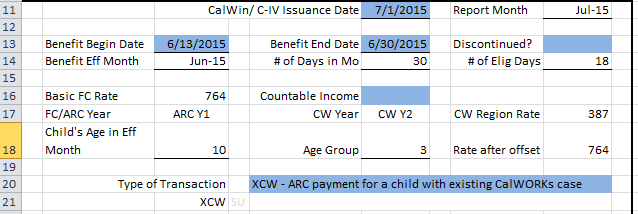 11 CalWin/ C-IV Issuance Date 7/1/2015 Report Month Jul-15
12
13 Benefit Begin Date 6/13/2015 Benefit End Date 6/30/2015 Discontinued?
14 Benefit Eff Month Jun-15 # of Days in Mo 30 # of Elig Days 18
15
16 Basic FC Rate 764 Countable Income
17 FC/ARC Year ARC Y1 CW Year CW Y2 CW Region Rate 387
Child's Age in Eff
18 Month 10 Age Group 3 Rate after offset 764
19
20 Type of Transaction XCW - ARC payment for a child with existing CalWORKs case
21 XCW SU